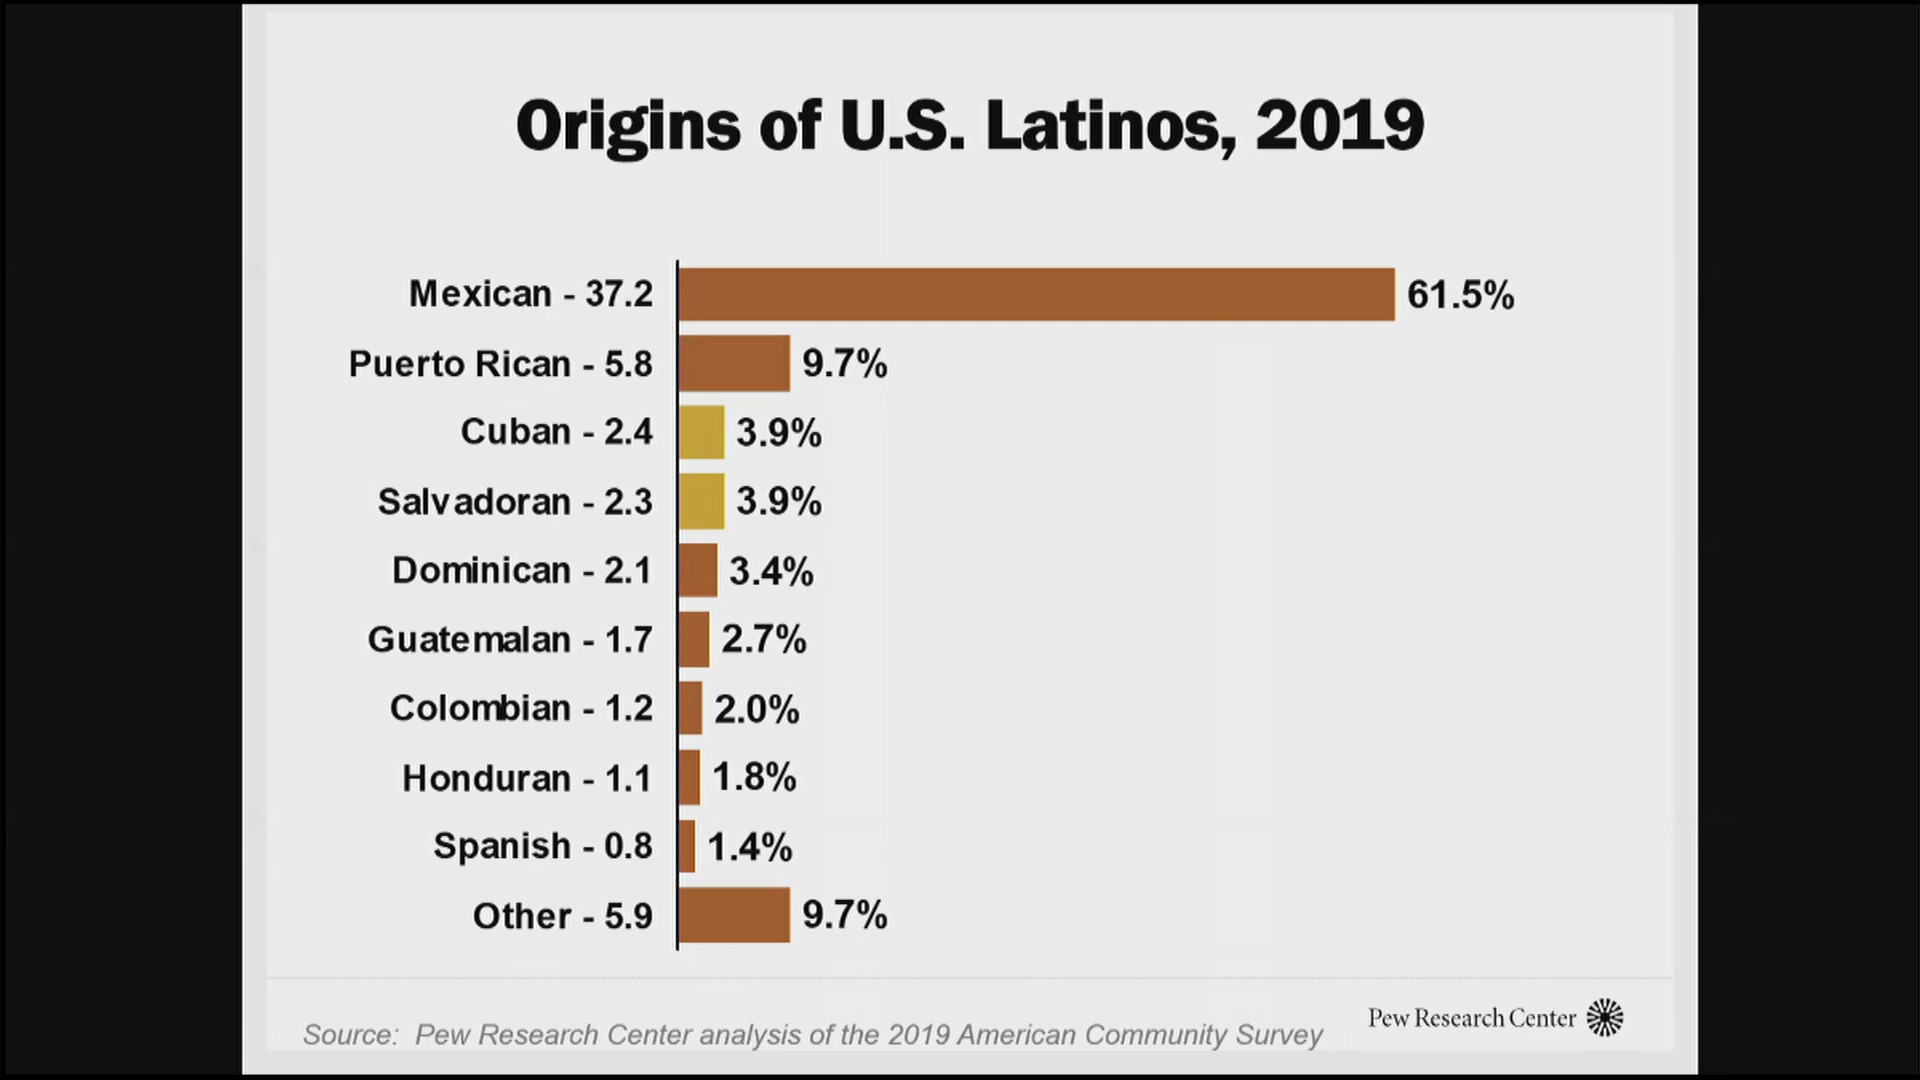 Origins of U.S. Latinos, 2019
Mexican - 37.2 61.5%
Puerto Rican - 5.8 9.7%
Cuban - 2.4 3.9%
Salvadoran - 2.3 3.9%
Dominican - 2.1 3.4%
Guatemalan - 1.7 2.7%
Colombian - 1.2 2.0%
Honduran - 1.1 1.8%
Spanish - 0.8 1.4%
Other - 5.9 9.7%
Source: Pew Research Center analysis of the 2019 American Community Survey
Pew Research Center